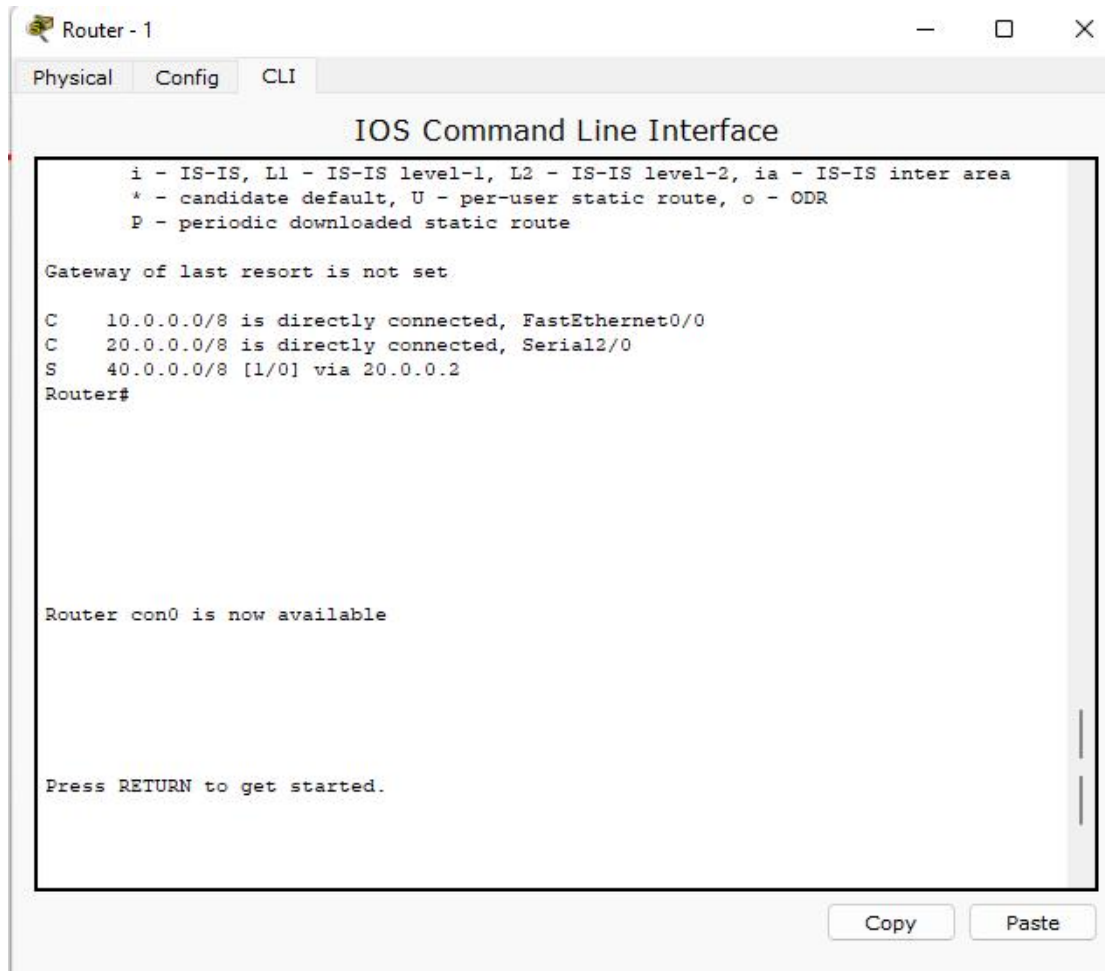 Router - 1
Physical Config CLI
IOS Command Line Interface
i - IS-IS, L1 - IS-IS level-1, L2 - IS-IS level-2, ia - IS-IS inter area
* - candidate default, U - per-user static route, o - ODR
P - periodic downloaded static route
Gateway of last resort is not set
C 10.0.0.0/8 is directly connected, FastEthernet0/0
C 20.0.0.0/8 is directly connected, Serial2/0
S 40.0.0.0/8 [1/0] via 20.0.0.2
Router#
Router con0 is now available
Press RETURN to get started.
Copy Paste